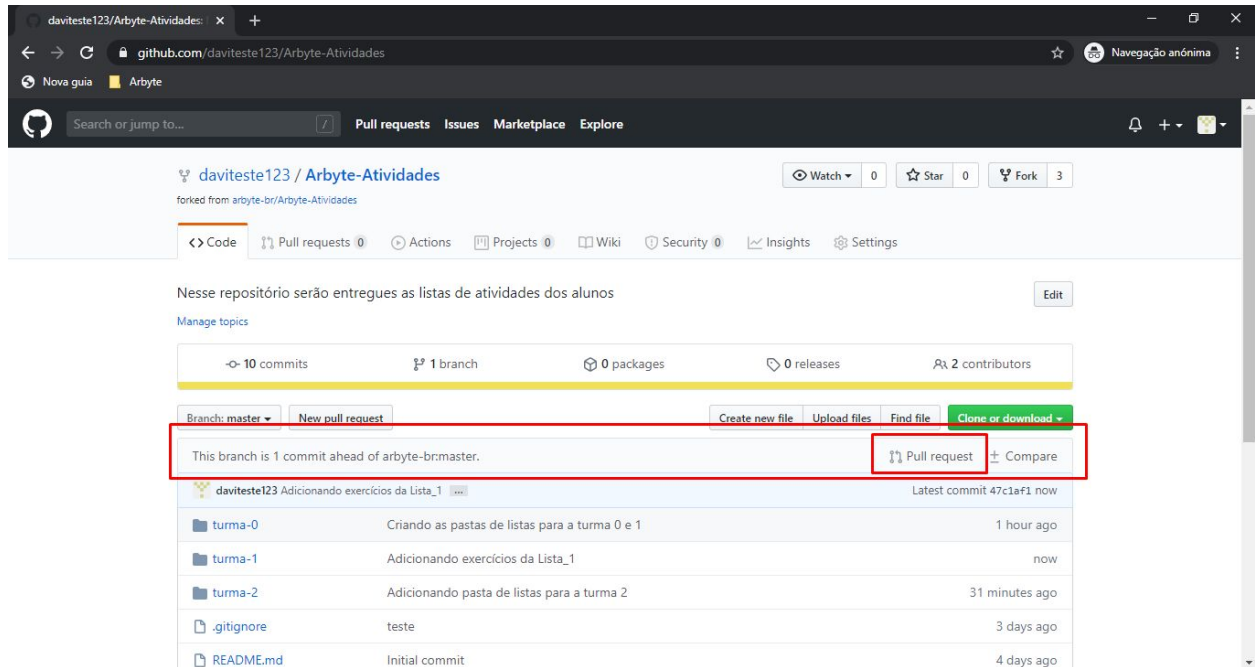 daviteste123/Arbyte-Atividades:
github.com/daviteste123/Arbyte-Atividades
Navegação anónima
Nova guia Arbyte
Search or jump to... / Pull requests Issues Marketplace Explore
daviteste123 / Arbyte-Atividades
Watch 0 Star 0 Fork 3
forked from arbyte-br/Arbyte-Atividades
Code Pull requests 0 Actions Projects 0 Wiki Security 0 Insights Settings
Nesse repositório serão entregues as listas de atividades dos alunos
Edit
Manage topics
10 commits 1 branch 0 packages 0 releases 2 contributors
Branch: master New pull request Create new file Upload files Find file Clone or download
This branch is 1 commit ahead of arbyte-br:master. Pull request Compare
daviteste123 Adicionando exercícios da Lista_1 ... Latest commit 47c1af1 now
turma-0 Criando as pastas de listas para a turma 0 e 1 1 hour ago
turma-1 Adicionando exercícios da Lista_1 now
turma-2 Adicionando pasta de listas para a turma 2 31 minutes ago
.gitignore teste 3 days ago
README.md Initial commit 4 days ago